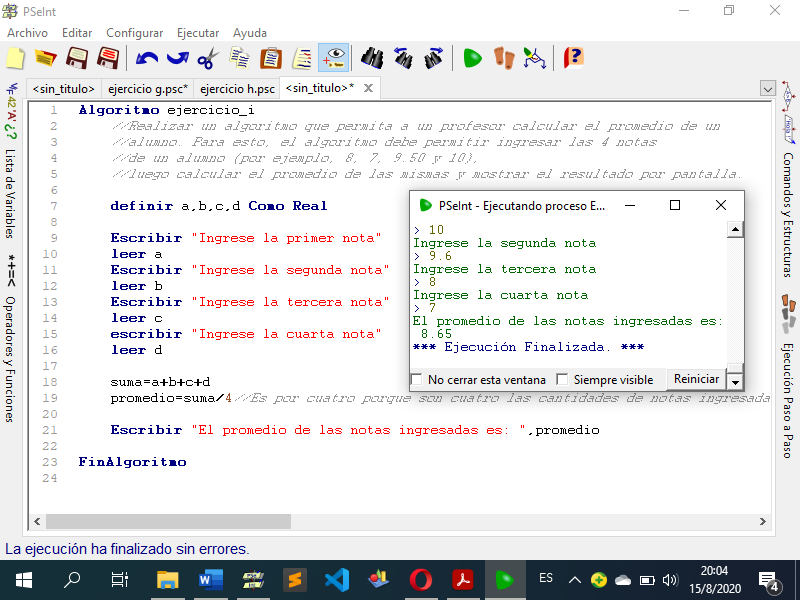 PSeInt
Archivo Editar Configurar Ejecutar Ayuda
<sin_titulo> ejercicio g.psc* ejercicio h.psc <sin_titulo>*
Lista de Variables
Operadores y Funciones
1 Algoritmo ejercicio_i
2 //Realizar un algoritmo que permita a un profesor calcular el promedio de un
3 //alumno. Para esto, el algoritmo debe permitir ingresar las 4 notas
4 //de un alumno (por ejemplo, 8, 7, 9.50 y 10),
5 //luego calcular el promedio de las mismas y mostrar el resultado por pantalla.
6
7 definir a,b,c,d Como Real
8
9 Escribir "Ingrese la primer nota"
10 leer a
11 Escribir "Ingrese la segunda nota"
12 leer b
13 Escribir "Ingrese la tercera nota"
14 leer c
15 escribir "Ingrese la cuarta nota"
16 leer d
17
18 suma=a+b+c+d
19 promedio=suma/4//Es por cuatro porque son cuatro las cantidades de notas ingresada
20
21 Escribir "El promedio de las notas ingresadas es: ",promedio
22
23 FinAlgoritmo
24
PSeInt - Ejecutando proceso E...
> 10
Ingrese la segunda nota
> 9.6
Ingrese la tercera nota
> 8
Ingrese la cuarta nota
> 7
El promedio de las notas ingresadas es:
8.65
*** Ejecución Finalizada. ***
No cerrar esta ventana Siempre visible Reiniciar
Comandos y Estructuras
Ejecución Paso a Paso
La ejecución ha finalizado sin errores.
ES
20:04
15/8/2020
4